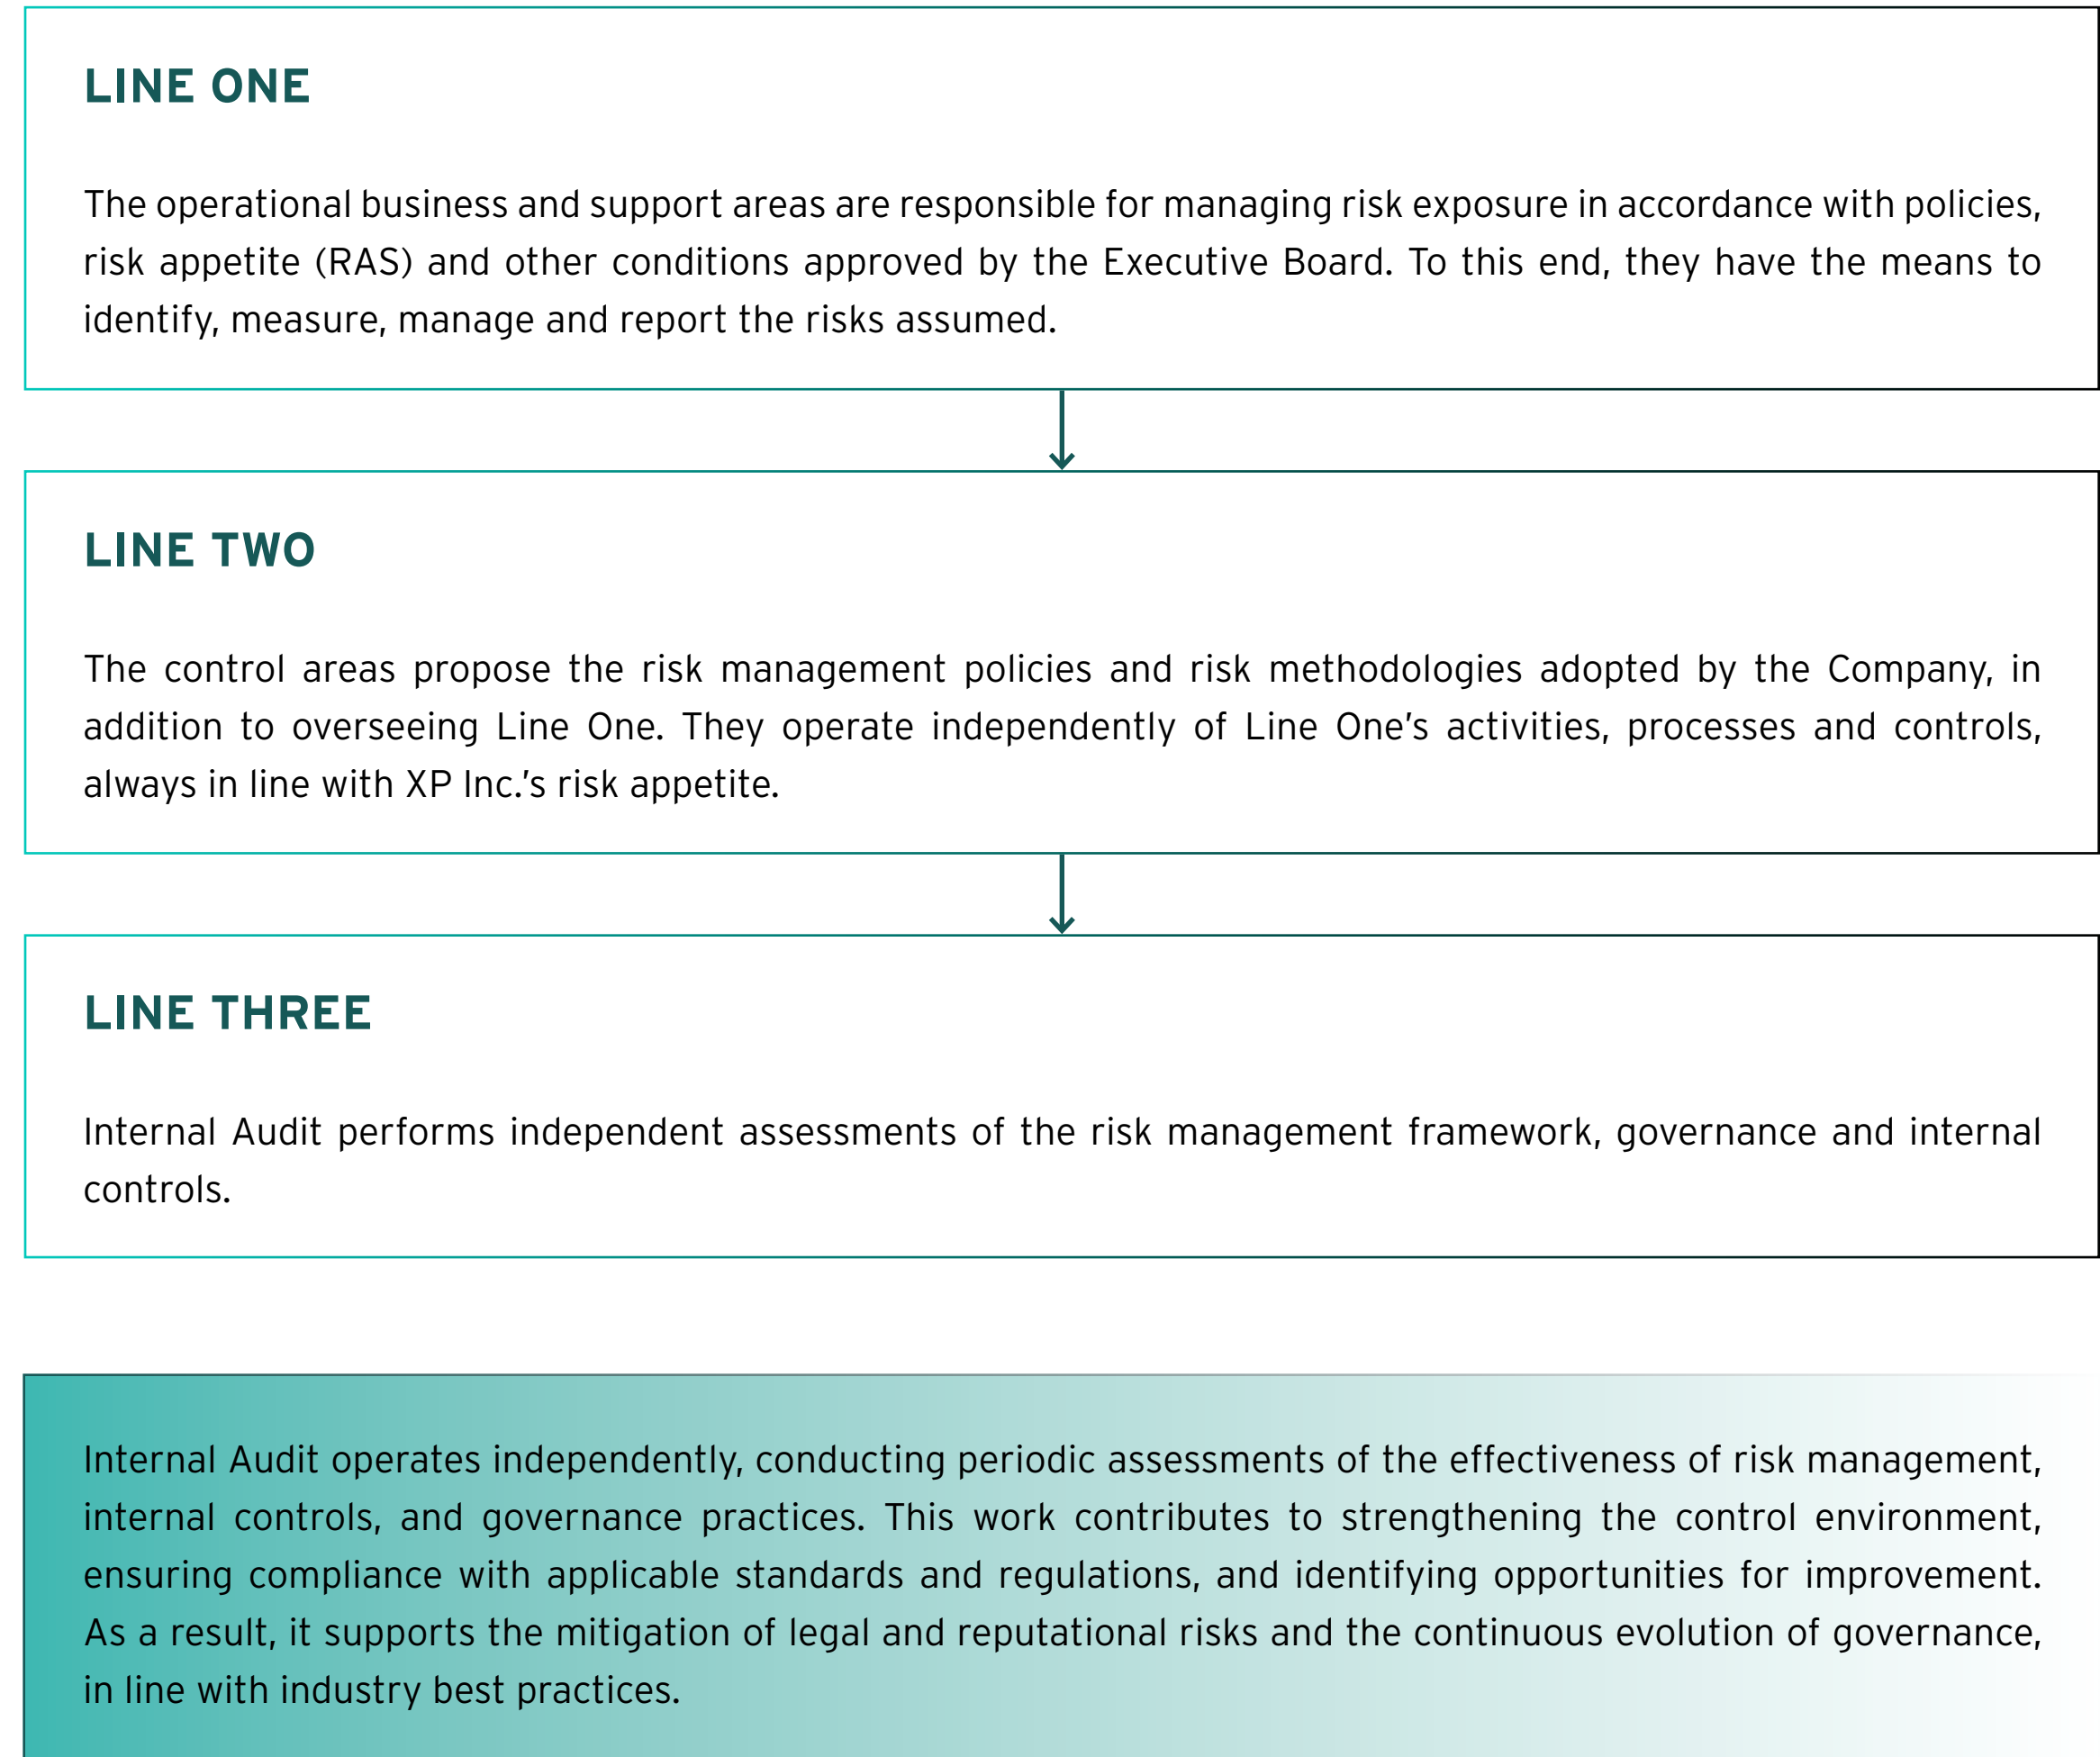 LINE ONE
The operational business and support areas are responsible for managing risk exposure in accordance with policies,
risk appetite (RAS) and other conditions approved by the Executive Board. To this end, they have the means to
identify, measure, manage and report the risks assumed.
LINE TWO
The control areas propose the risk management policies and risk methodologies adopted by the Company, in
addition to overseeing Line One. They operate independently of Line One’s activities, processes and controls,
always in line with XP Inc.’s risk appetite.
LINE THREE
Internal Audit performs independent assessments of the risk management framework, governance and internal
controls.
Internal Audit operates independently, conducting periodic assessments of the effectiveness of risk management,
internal controls, and governance practices. This work contributes to strengthening the control environment,
ensuring compliance with applicable standards and regulations, and identifying opportunities for improvement.
As a result, it supports the mitigation of legal and reputational risks and the continuous evolution of governance,
in line with industry best practices.